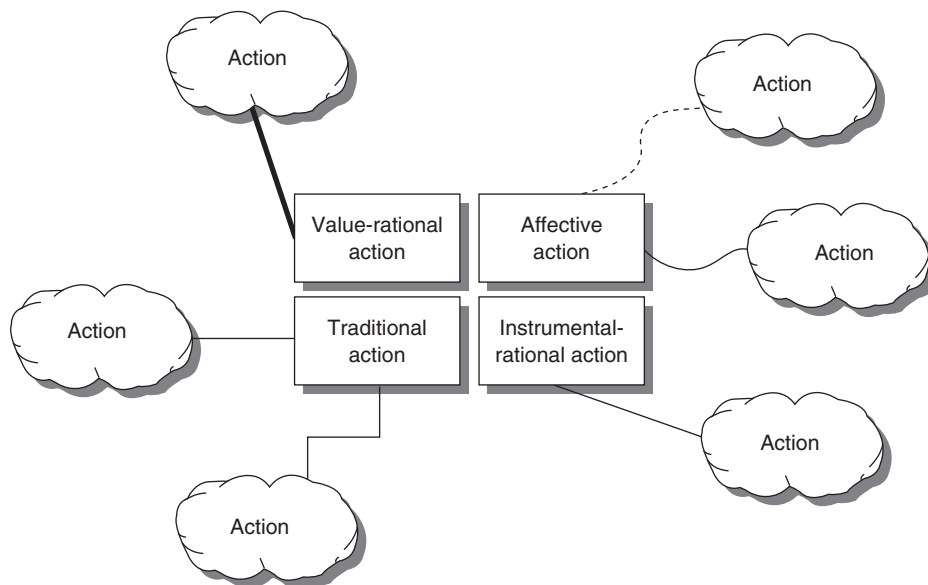 Action
Action
Value-rational
action
Affective
action
Action
Action
Traditional
action
Instrumental-
rational action
Action
Action